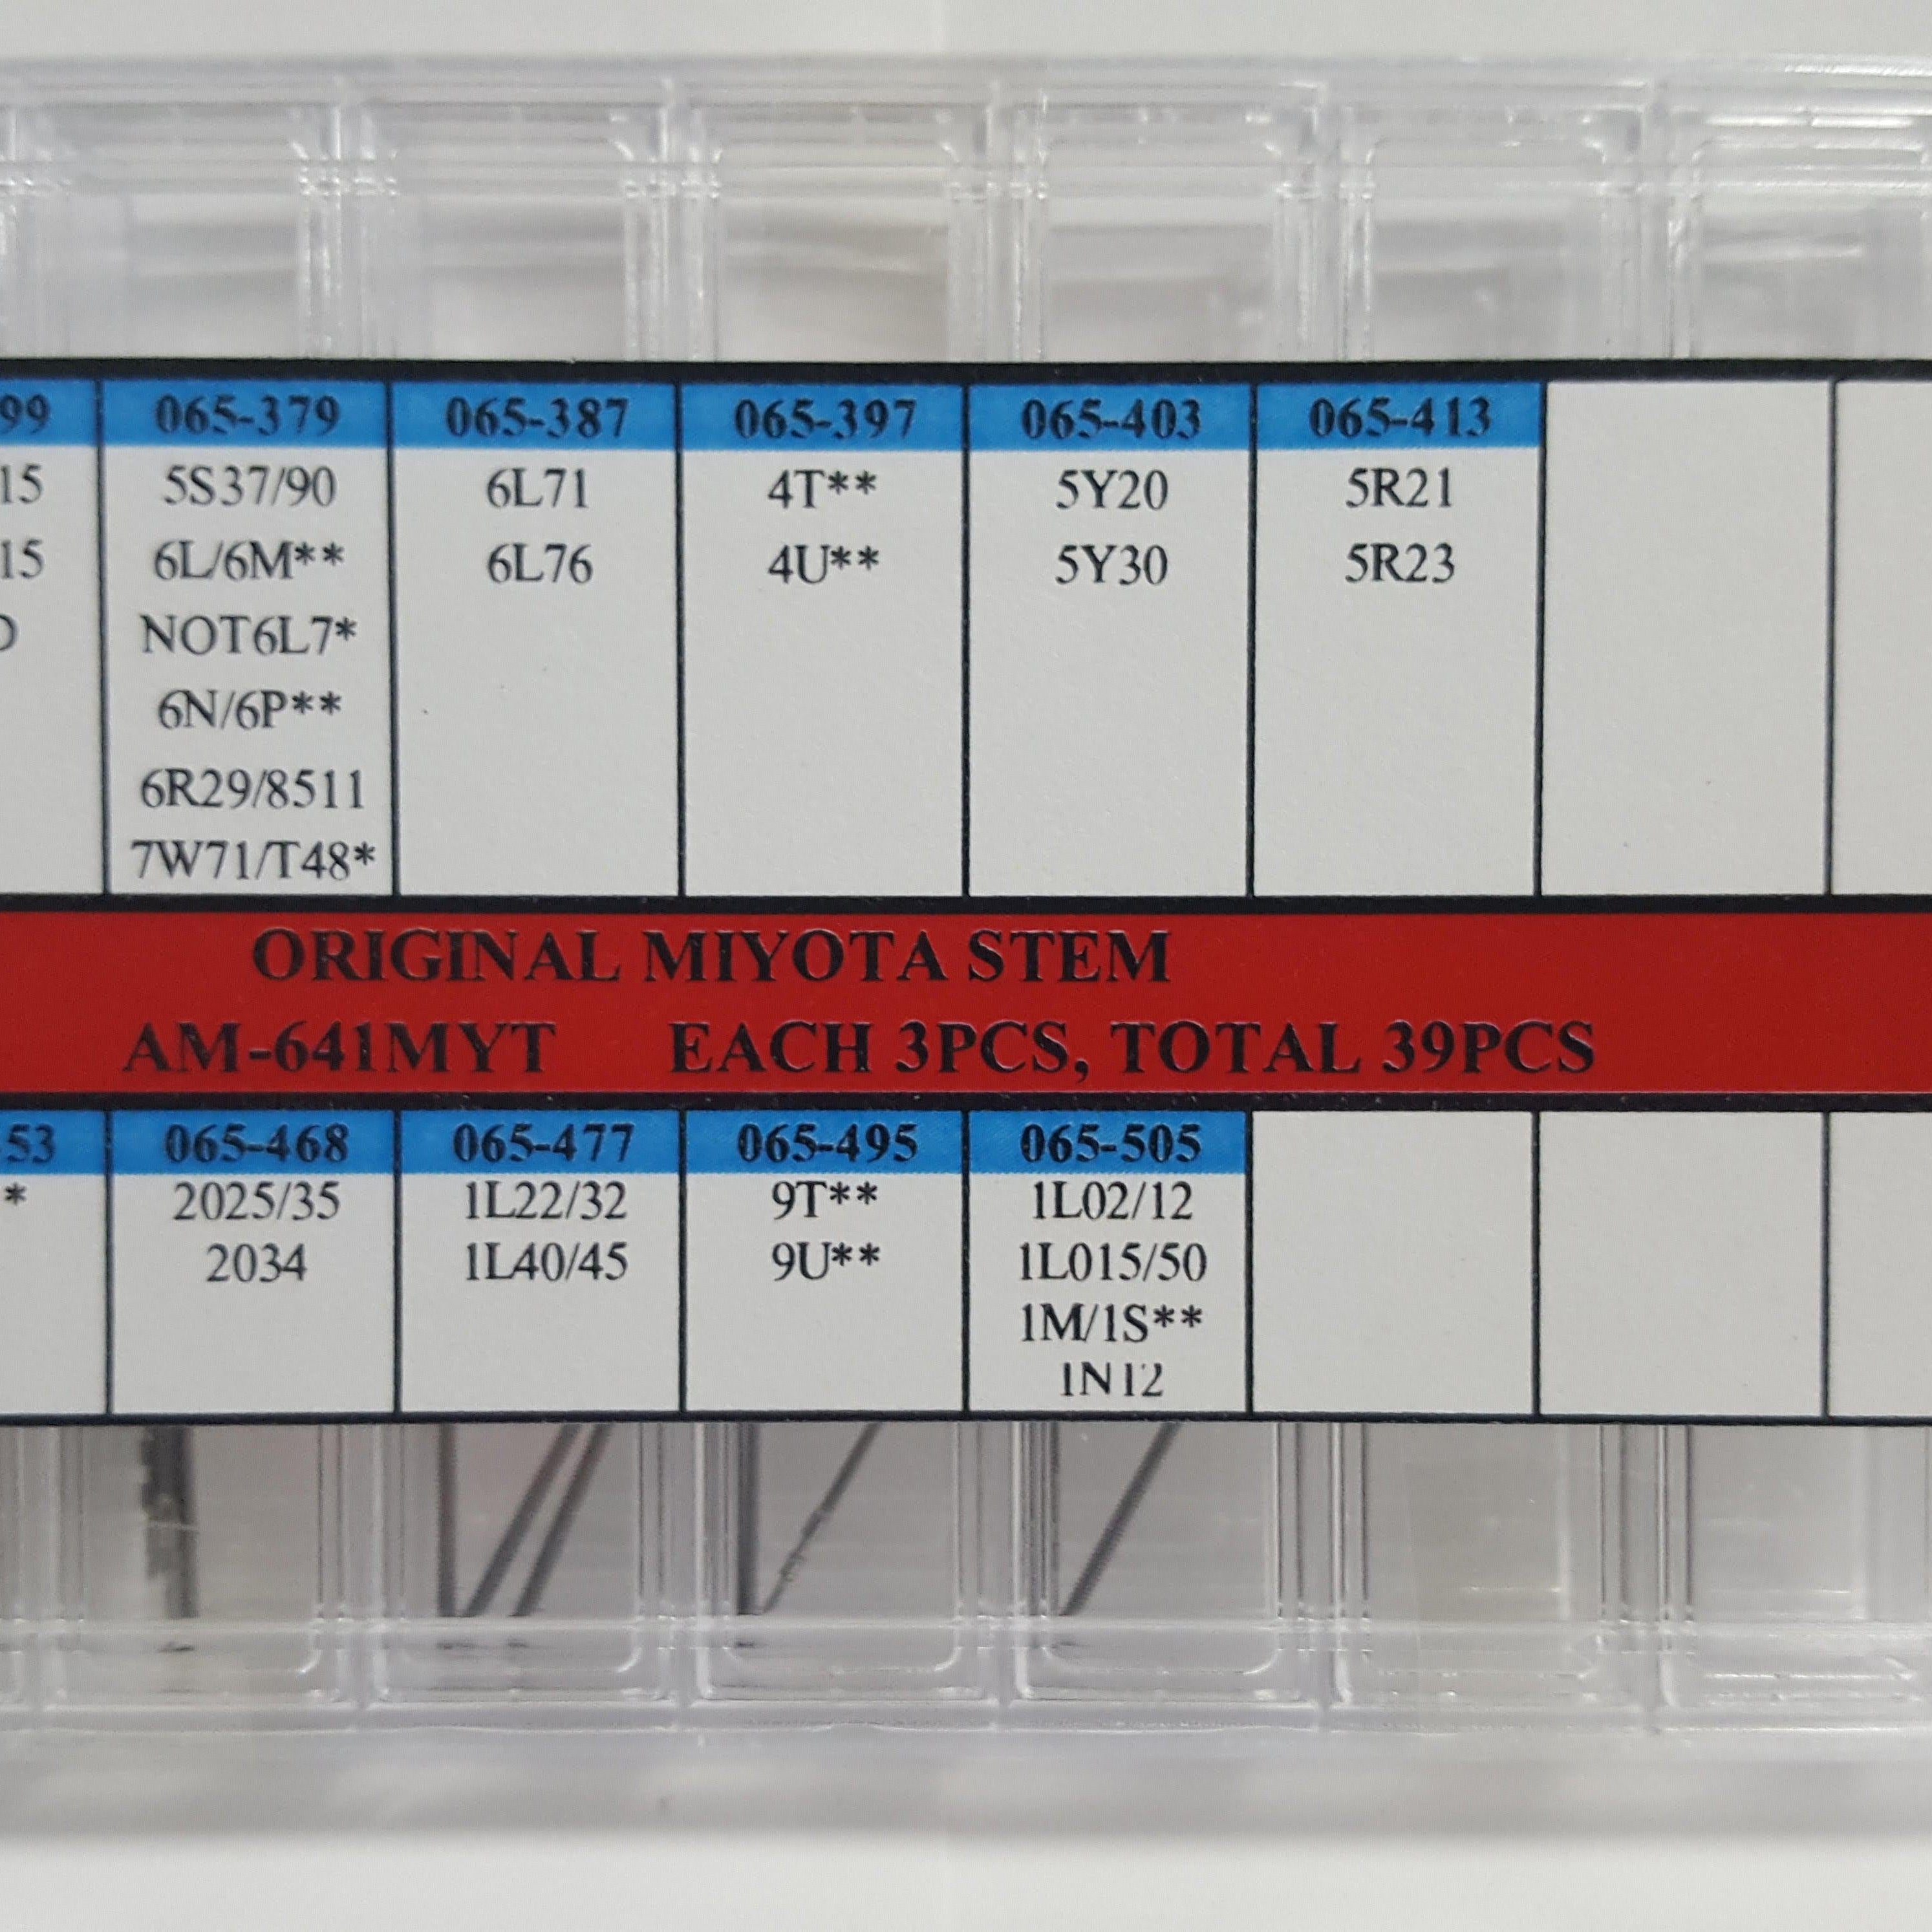 99 065-379 065-387 065-397 065-403 065-413
15 5S37/90 6L71 4T** 5Y20 5R21
15 6L/6M** 6L76 4U** 5Y30 5R23
NOT6L7*
6N/6P**
6R29/8511
7W71/T48*
ORIGINAL MIYOTA STEM
AM-641MYT EACH 3PCS, TOTAL 39PCS
53 065-468 065-477 065-495 065-505
* 2025/35 1L22/32 9T** 1L02/12
2034 1L40/45 9U** 1L015/50
1M/1S**
1N12